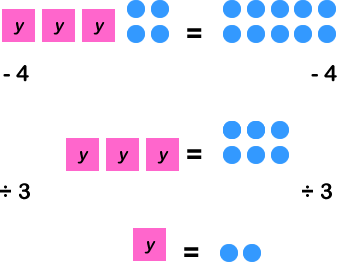 y y y =
- 4 - 4
y y y =
÷ 3 ÷ 3
y =